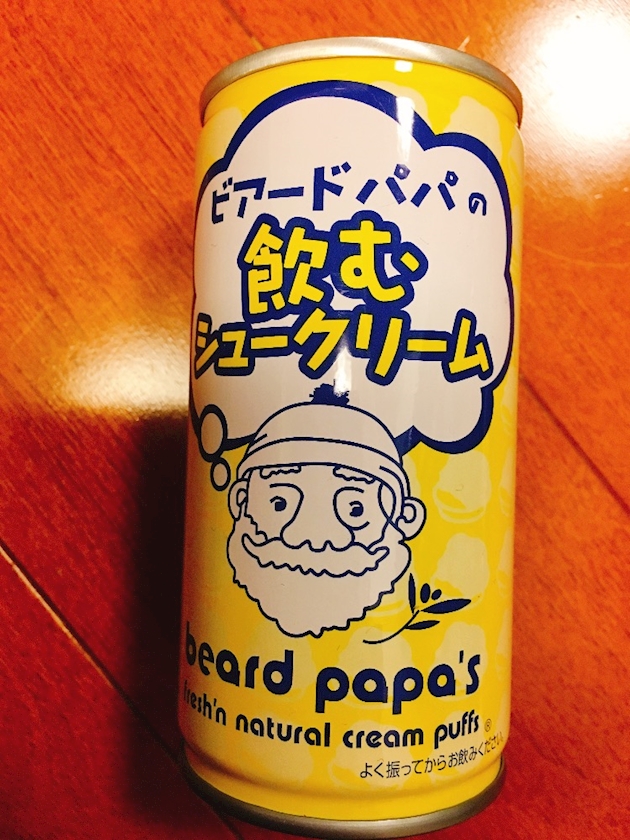 ビアードパパの
飲む
シュークリーム
beard papa's
fresh'n natural cream puffs®
よく振ってからお飲みください。